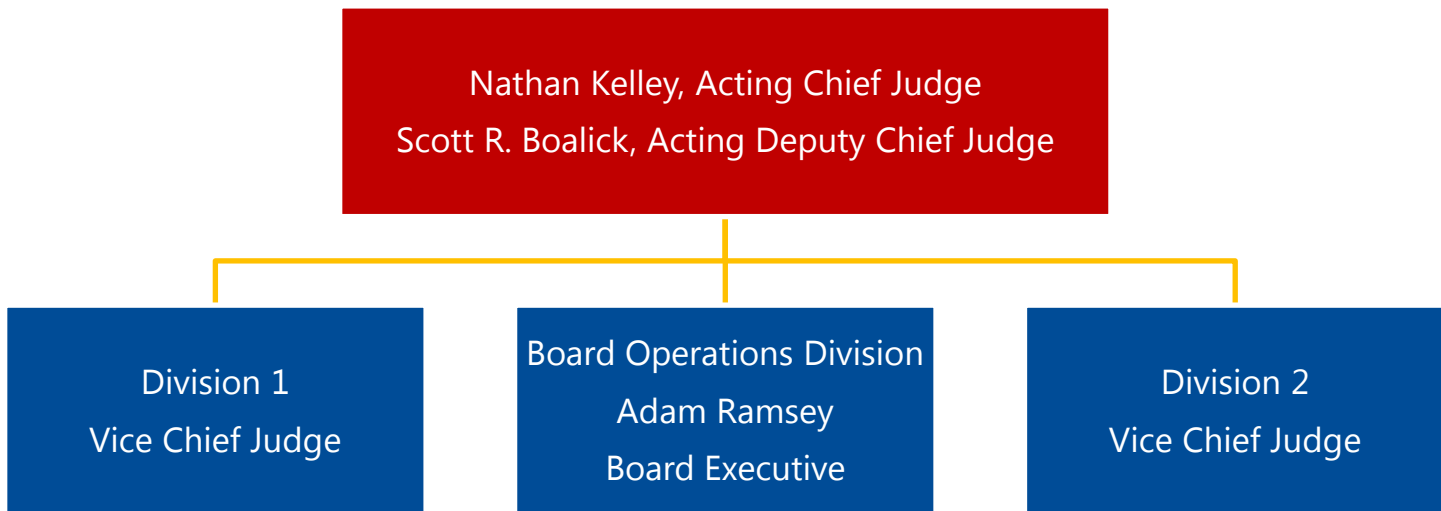 Nathan Kelley, Acting Chief Judge
Scott R. Boalick, Acting Deputy Chief Judge
Division 1
Vice Chief Judge
Board Operations Division
Adam Ramsey
Board Executive
Division 2
Vice Chief Judge